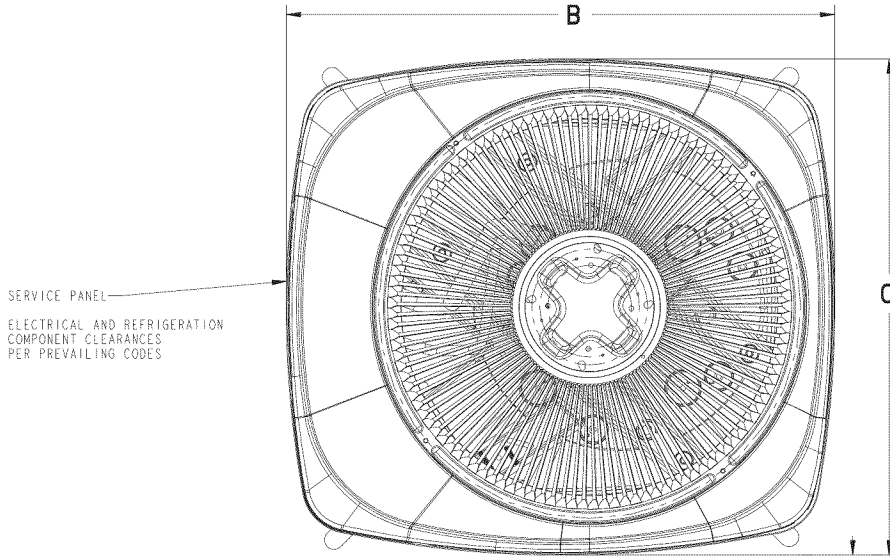 B
C
SERVICE PANEL
ELECTRICAL AND REFRIGERATION
COMPONENT CLEARANCES
PER PREVAILING CODES